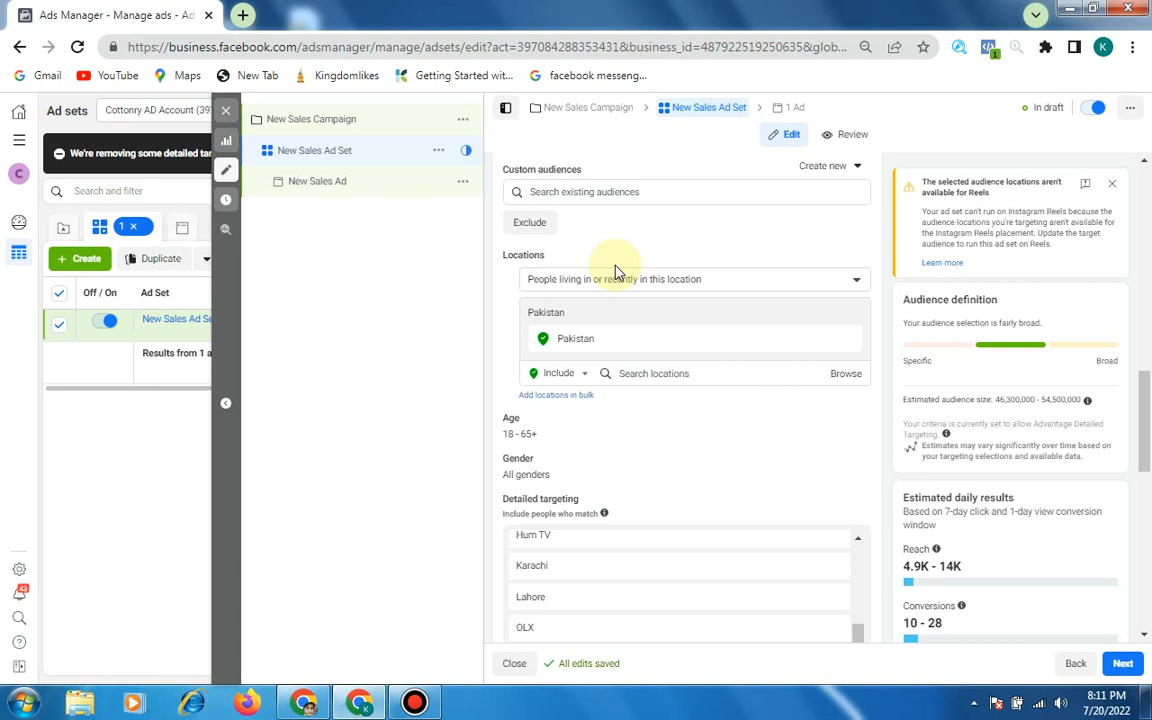 Ads Manager - Manage ads - Ad
https://business.facebook.com/adsmanager/manage/adsets/edit?act=397084288353431&business_id=487922519250635&glob...
K
Gmail
YouTube
Maps
New Tab
Kingdomlikes
Getting Started wit...
facebook messeng...
Ad sets
Cottonry AD Account (397
New Sales Campaign
New Sales Ad Set
1 Ad
In draft
Edit
Review
We're removing some detailed tar
Search and filter
1
Create
Duplicate
Off / On
Ad Set
New Sales Ad Se
Results from 1 a
C
43
New Sales Campaign
New Sales Ad Set
New Sales Ad
Custom audiences
Create new
Search existing audiences
Exclude
Locations
People living in or recently in this location
Pakistan
Pakistan
Include
Search locations
Browse
Add locations in bulk
Age
18 - 65+
Gender
All genders
Detailed targeting
Include people who match
Hum TV
Karachi
Lahore
OLX
The selected audience locations aren't
available for Reels
Your ad set can't run on Instagram Reels because the
audience locations you're targeting aren't available for
the Instagram Reels placement. Update the target
audience to run this ad set on Reels.
Learn more
Audience definition
Your audience selection is fairly broad.
Specific
Broad
Estimated audience size: 46,300,000 - 54,500,000
Your criteria is currently set to allow Advantage Detailed
Targeting.
Estimates may vary significantly over time based on
your targeting selections and available data.
Estimated daily results
Based on 7-day click and 1-day view conversion
window
Reach
4.9K - 14K
Conversions
10 - 28
Close
All edits saved
Back
Next
8:11 PM
7/20/2022